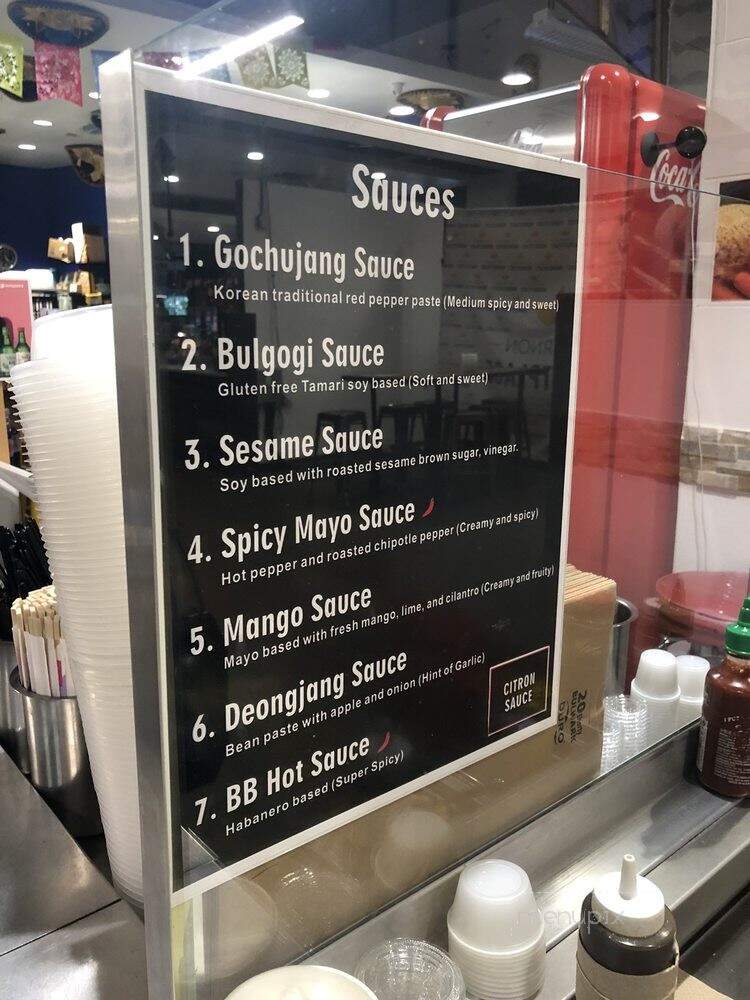 Sauces
1. Gochujang Sauce
Korean traditional red pepper paste (Medium spicy and sweet)
2. Bulgogi Sauce
Gluten free Tamari soy based (Soft and sweet)
3. Sesame Sauce
Soy based with roasted sesame brown sugar, vinegar.
4. Spicy Mayo Sauce
Hot pepper and roasted chipotle pepper (Creamy and spicy)
5. Mango Sauce
Mayo based with fresh mango, lime, and cilantro (Creamy and fruity)
6. Deongjang Sauce
Bean paste with apple and onion (Hint of Garlic)
7. BB Hot Sauce
Habanero based (Super Spicy)
CITRON
SAUCE
Coca
menupix